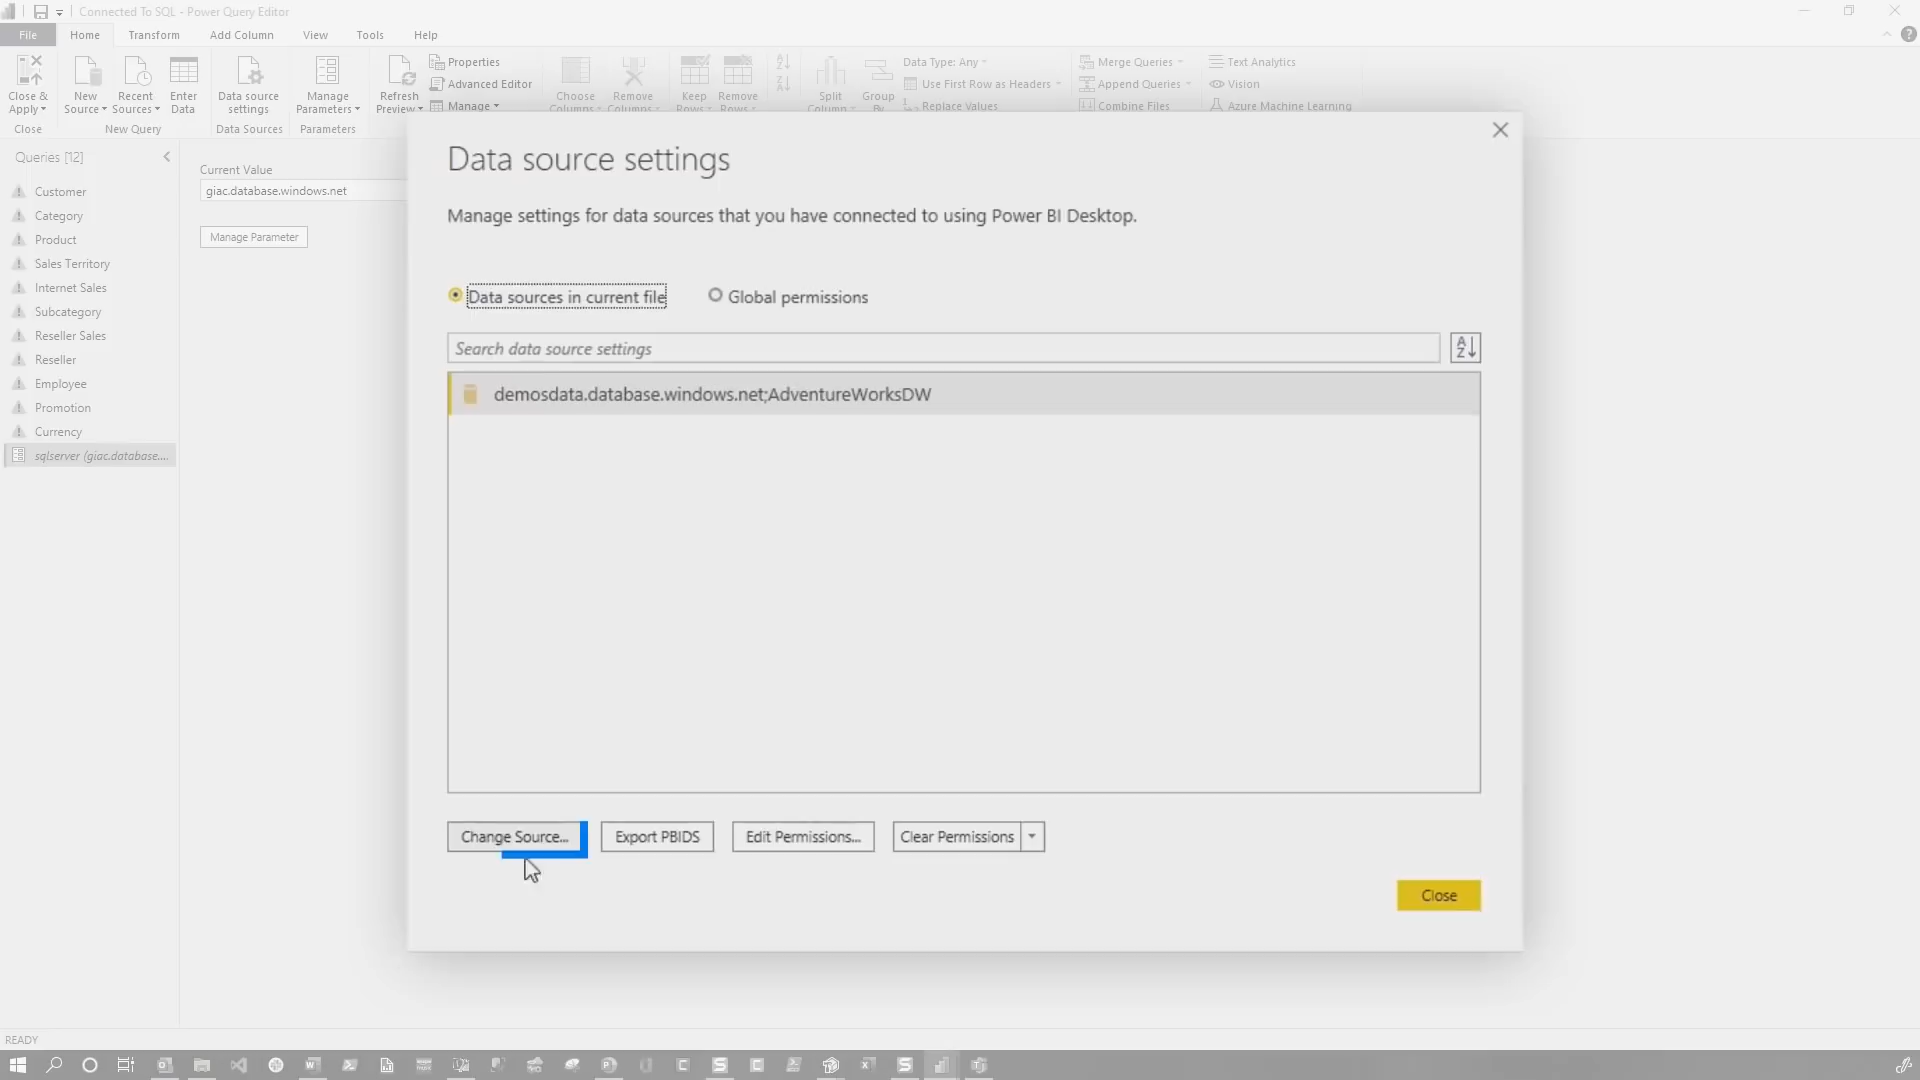 Connected To SQL - Power Query Editor
File Home Transform Add Column View Tools Help
Close & Apply
New Source
Recent Sources
Enter Data
Data source settings
Manage Parameters
Refresh Preview
Properties
Advanced Editor
Manage
Choose Columns
Remove Columns
Keep Rows
Remove Rows
Split Column
Group By
Data Type: Any
Use First Row as Headers
Replace Values
Merge Queries
Append Queries
Combine Files
Text Analytics
Vision
Azure Machine Learning
Close
New Query
Data Sources
Parameters
Queries [12]
Customer
Category
Product
Sales Territory
Internet Sales
Subcategory
Reseller Sales
Reseller
Employee
Promotion
Currency
sqlserver (giac.database....
Current Value
giac.database.windows.net
Manage Parameter
Data source settings
Manage settings for data sources that you have connected to using Power BI Desktop.
Data sources in current file
Global permissions
Search data source settings
demosdata.database.windows.net;AdventureWorksDW
Change Source...
Export PBIDS
Edit Permissions...
Clear Permissions
Close
READY